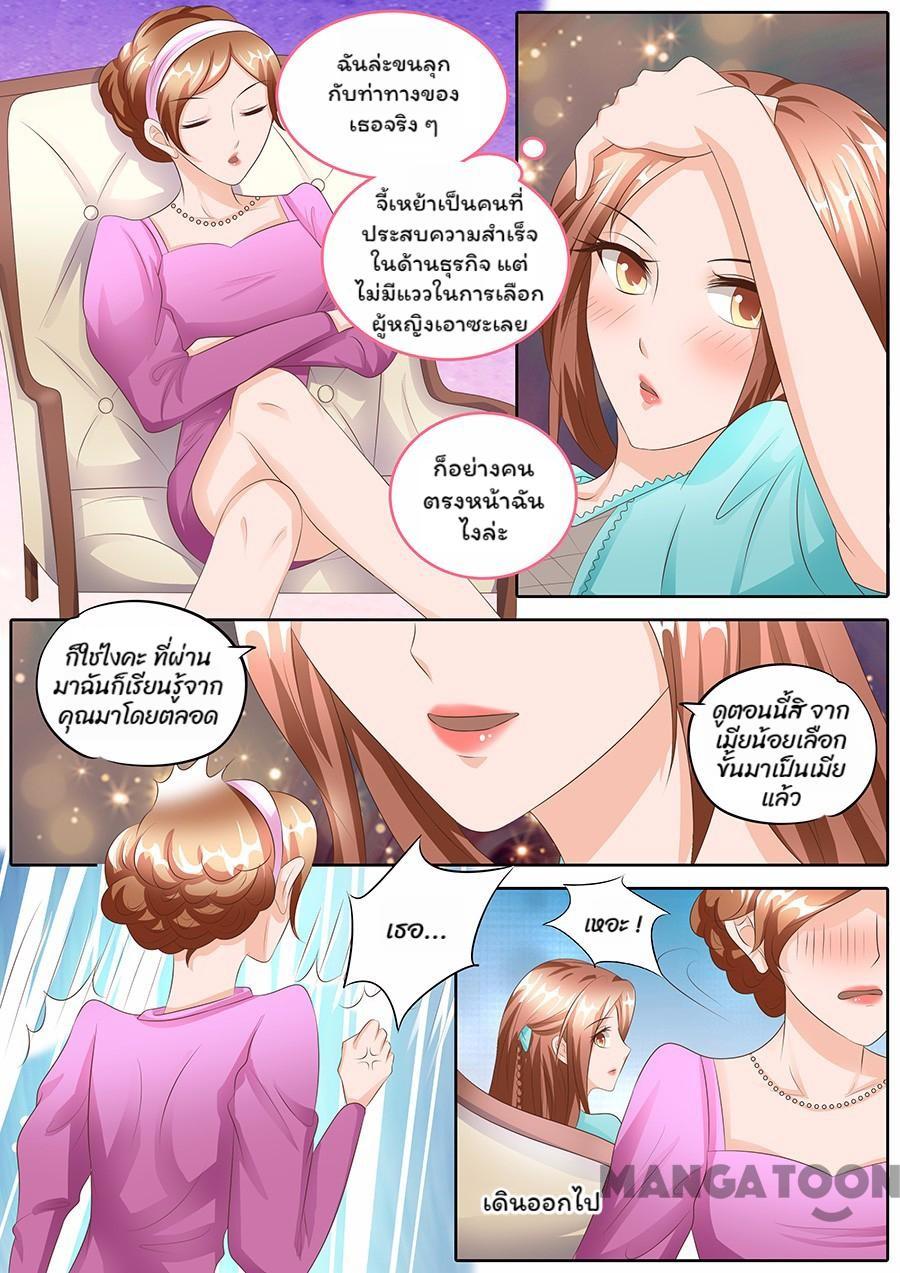 ฉันล่ะขนลุก
กับท่าทางของ
เธอจริง ๆ
จี้เหย้าเป็นคนที่
ประสบความสำเร็จ
ในด้านธุรกิจ แต่
ไม่มีแววในการเลือก
ผู้หญิงเอาซะเลย
ก็อย่างคน
ตรงหน้าฉัน
ไงล่ะ
ก็ใช่ไงคะ ที่ผ่าน
มาฉันก็เรียนรู้จาก
คุณมาโดยตลอด
ดูตอนนี้สิ จาก
เมียน้อยเลือก
ขั้นมาเป็นเมีย
แล้ว
เธอ...
เหอะ !
เดินออกไป
MANGATOON